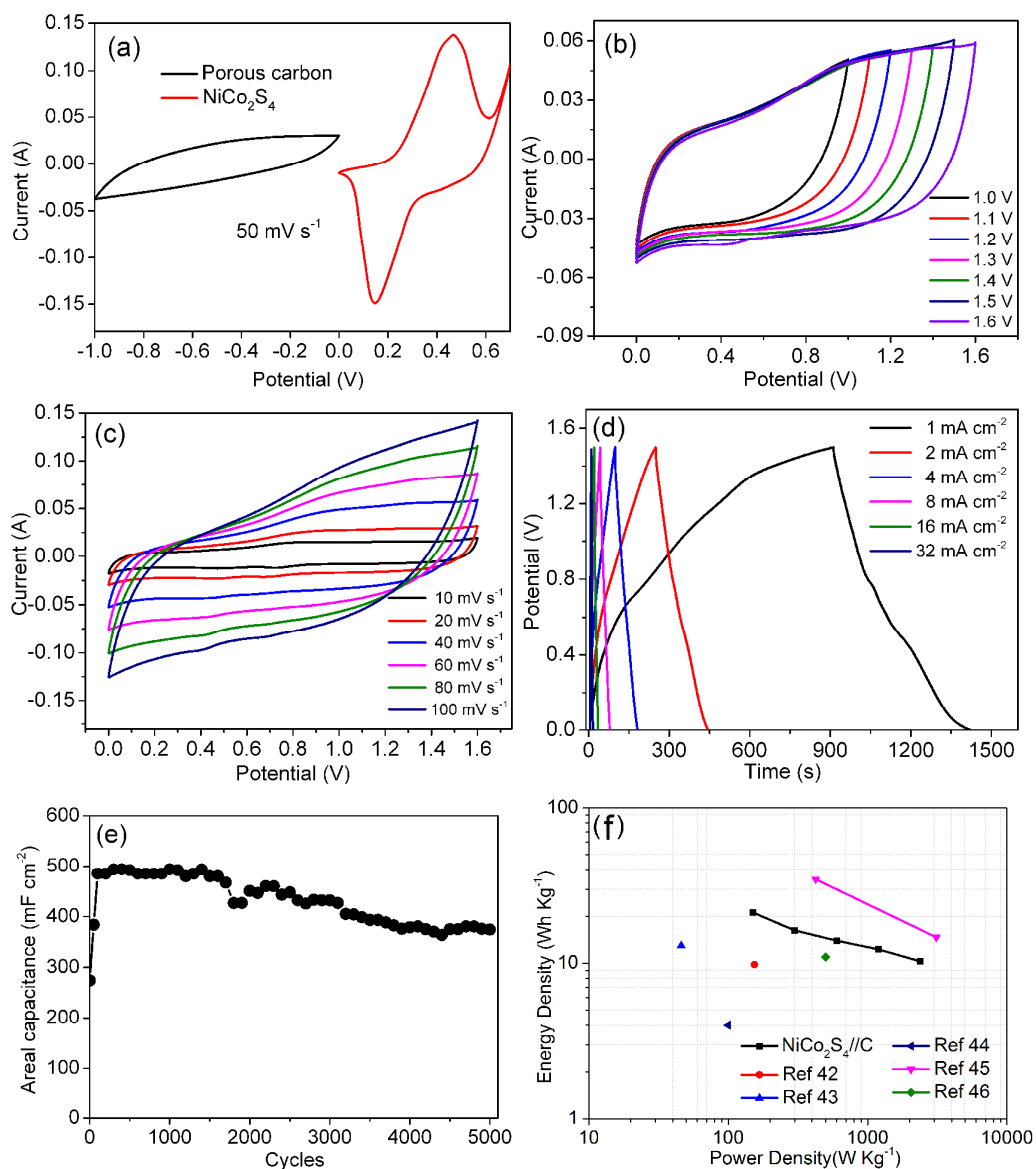 (a)
0.15
0.10
0.05
0.00
-0.05
-0.10
-0.15
Current (A)
Porous carbon
NiCo₂S₄
50 mV s⁻¹
-1.0 -0.8 -0.6 -0.4 -0.2 0.0 0.2 0.4 0.6
Potential (V)
(b)
0.06
0.03
0.00
-0.03
-0.06
-0.09
Current (A)
1.0 V
1.1 V
1.2 V
1.3 V
1.4 V
1.5 V
1.6 V
0.0 0.4 0.8 1.2 1.6
Potential (V)
(c)
0.15
0.10
0.05
0.00
-0.05
-0.10
-0.15
Current (A)
10 mV s⁻¹
20 mV s⁻¹
40 mV s⁻¹
60 mV s⁻¹
80 mV s⁻¹
100 mV s⁻¹
0.0 0.2 0.4 0.6 0.8 1.0 1.2 1.4 1.6
Potential (V)
(d)
1.6
1.2
0.8
0.4
0.0
Potential (V)
1 mA cm⁻²
2 mA cm⁻²
4 mA cm⁻²
8 mA cm⁻²
16 mA cm⁻²
32 mA cm⁻²
0 300 600 900 1200 1500
Time (s)
(e)
600
500
400
300
200
100
0
Areal capacitance (mF cm⁻²)
0 1000 2000 3000 4000 5000
Cycles
(f)
100
10
1
Energy Density (Wh Kg⁻¹)
NiCo₂S₄//C
Ref 42
Ref 43
Ref 44
Ref 45
Ref 46
10 100 1000 10000
Power Density(W Kg⁻¹)